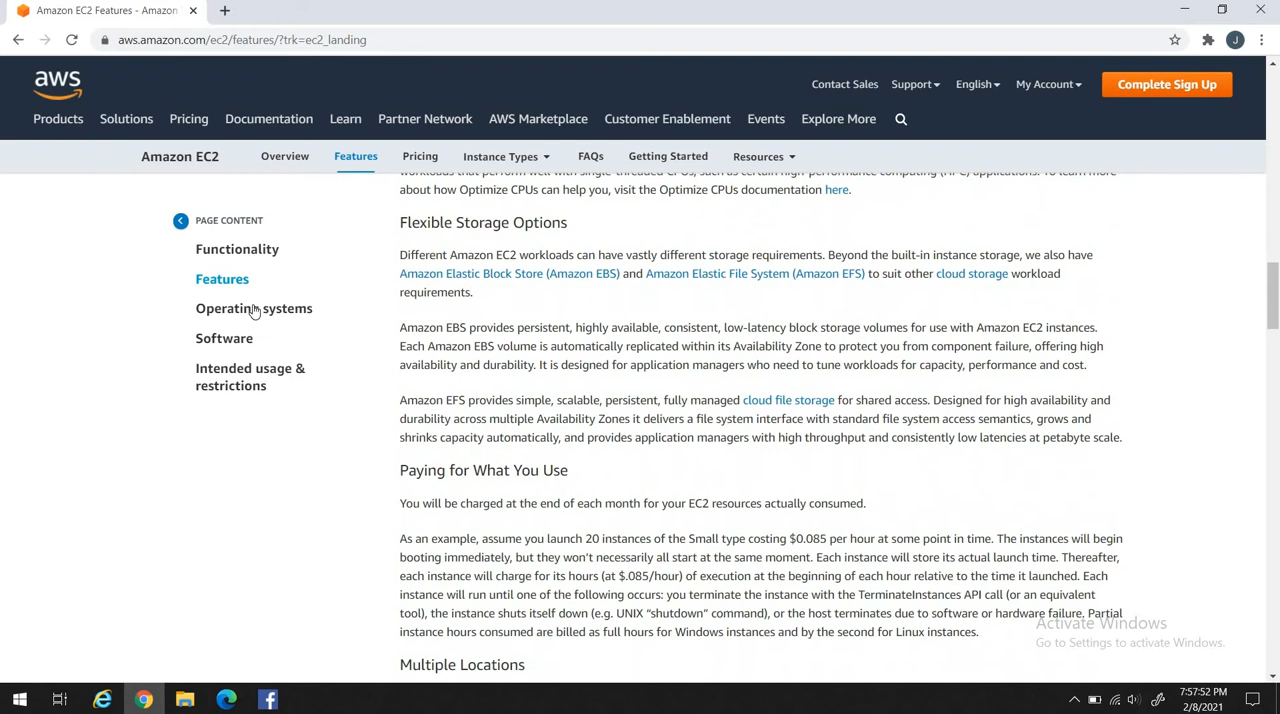 Amazon EC2 Features - Amazon
aws.amazon.com/ec2/features/?trk=ec2_landing
J
aws
Contact Sales Support English My Account Complete Sign Up
Products Solutions Pricing Documentation Learn Partner Network AWS Marketplace Customer Enablement Events Explore More
Amazon EC2 Overview Features Pricing Instance Types FAQs Getting Started Resources
PAGE CONTENT
Functionality
Features
Operating systems
Software
Intended usage &
restrictions
workloads that perform well with single-threaded CPUs, such as certain high-performance computing (HPC) applications. To learn more
about how Optimize CPUs can help you, visit the Optimize CPUs documentation here.
Flexible Storage Options
Different Amazon EC2 workloads can have vastly different storage requirements. Beyond the built-in instance storage, we also have
Amazon Elastic Block Store (Amazon EBS) and Amazon Elastic File System (Amazon EFS) to suit other cloud storage workload
requirements.
Amazon EBS provides persistent, highly available, consistent, low-latency block storage volumes for use with Amazon EC2 instances.
Each Amazon EBS volume is automatically replicated within its Availability Zone to protect you from component failure, offering high
availability and durability. It is designed for application managers who need to tune workloads for capacity, performance and cost.
Amazon EFS provides simple, scalable, persistent, fully managed cloud file storage for shared access. Designed for high availability and
durability across multiple Availability Zones it delivers a file system interface with standard file system access semantics, grows and
shrinks capacity automatically, and provides application managers with high throughput and consistently low latencies at petabyte scale.
Paying for What You Use
You will be charged at the end of each month for your EC2 resources actually consumed.
As an example, assume you launch 20 instances of the Small type costing $0.085 per hour at some point in time. The instances will begin
booting immediately, but they won't necessarily all start at the same moment. Each instance will store its actual launch time. Thereafter,
each instance will charge for its hours (at $.085/hour) of execution at the beginning of each hour relative to the time it launched. Each
instance will run until one of the following occurs: you terminate the instance with the TerminateInstances API call (or an equivalent
tool), the instance shuts itself down (e.g. UNIX “shutdown” command), or the host terminates due to software or hardware failure. Partial
instance hours consumed are billed as full hours for Windows instances and by the second for Linux instances.
Multiple Locations
Activate Windows
Go to Settings to activate Windows.
7:57:52 PM
2/8/2021